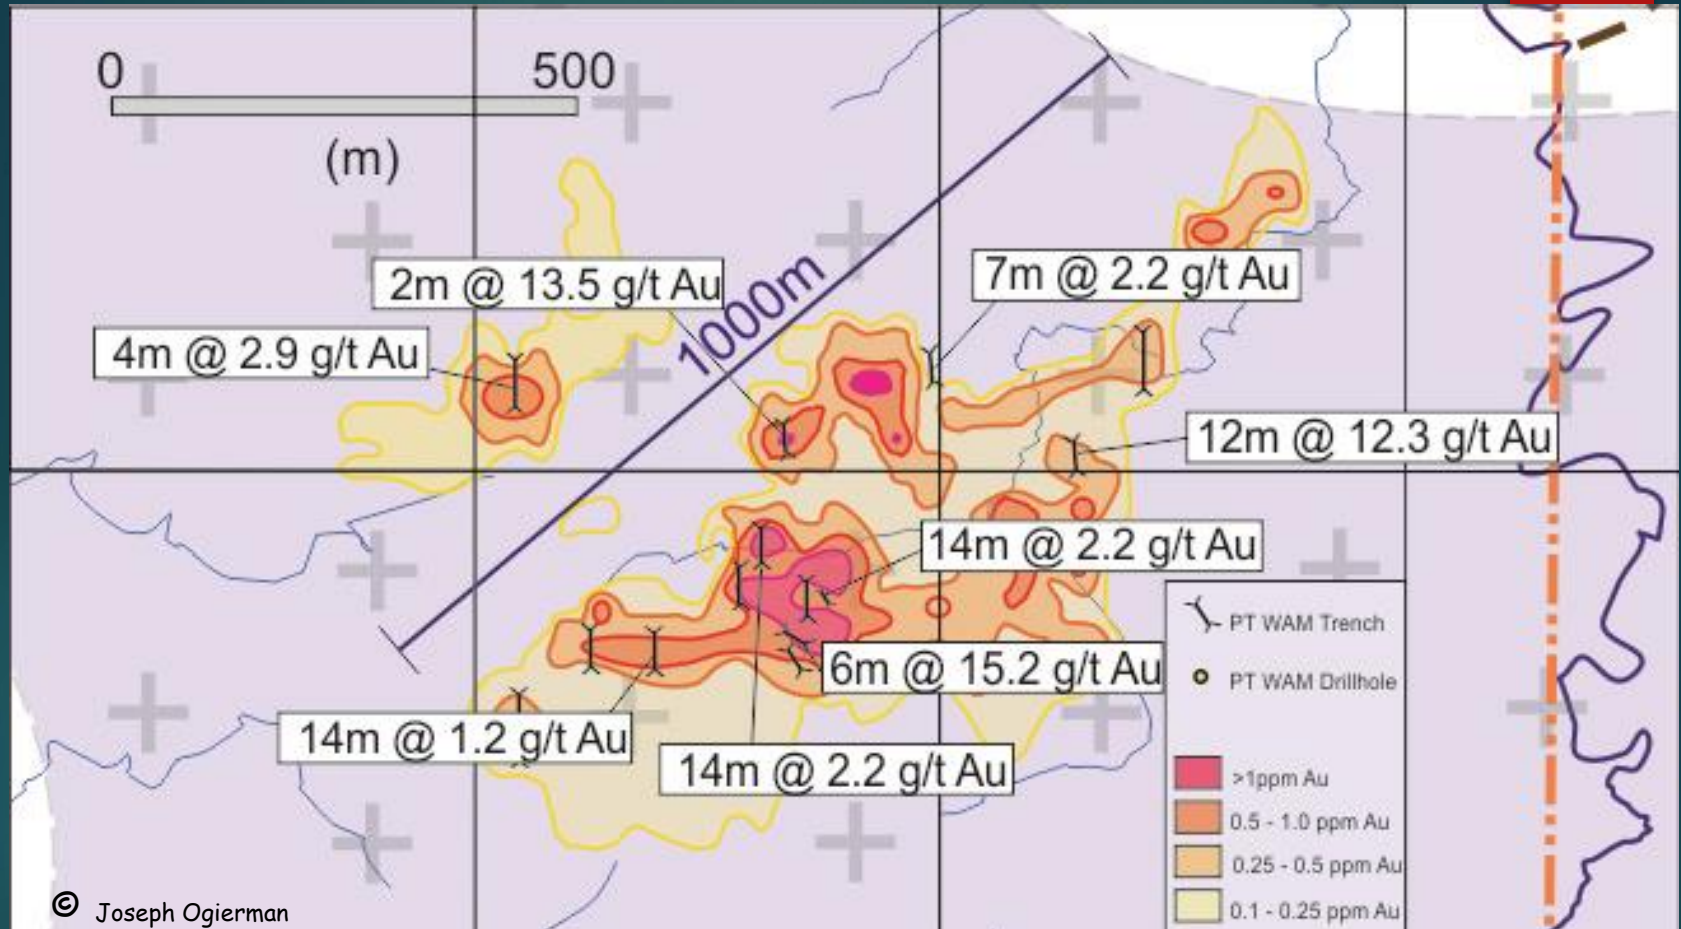 0 500
(m)
1000m
2m @ 13.5 g/t Au
7m @ 2.2 g/t Au
4m @ 2.9 g/t Au
12m @ 12.3 g/t Au
14m @ 2.2 g/t Au
6m @ 15.2 g/t Au
14m @ 1.2 g/t Au
14m @ 2.2 g/t Au
PT WAM Trench
PT WAM Drillhole
>1ppm Au
0.5 - 1.0 ppm Au
0.25 - 0.5 ppm Au
0.1 - 0.25 ppm Au
© Joseph Ogierman